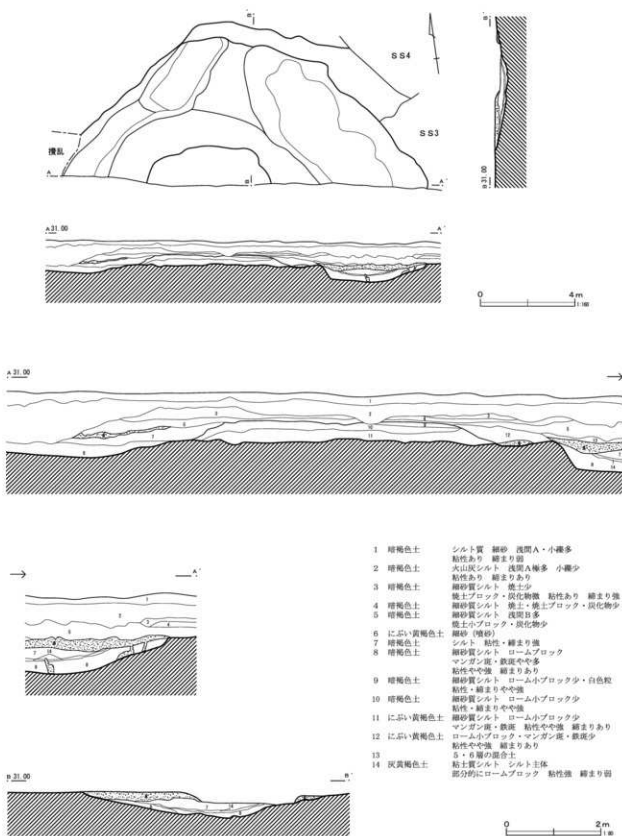 B
B'
SS4
SS3
攪乱
A
B
A'
B 31.00
B'
A 31.00
A'
0 4m
1:160
A 31.00
1
2
3
4
5
6
7
8
9
10
11
12
13
14
A'
1 暗褐色土 シルト質 細砂 浅間A・小礫多
粘性あり 締まり弱
2 暗褐色土 火山灰シルト 浅間A極多 小礫少
粘性あり 締まりあり
3 暗褐色土 細砂質シルト 焼土少
焼土ブロック・炭化物微 粘性あり 締まり強
4 暗褐色土 細砂質シルト 焼土・焼土ブロック・炭化物少
5 暗褐色土 細砂質シルト 浅間B多
焼土小ブロック・炭化物少
6 にぶい黄褐色土 細砂(噴砂)
7 暗褐色土 シルト 粘性・締まり強
8 暗褐色土 細砂質シルト ロームブロック
マンガン斑・鉄斑やや多
粘性やや強 締まりあり
9 暗褐色土 細砂質シルト ローム小ブロック少・白色粒
粘性・締まりやや強
10 暗褐色土 細砂質シルト ローム小ブロック少
粘性・締まりやや強
11 にぶい黄褐色土 細砂質シルト ローム小ブロック少
マンガン斑・鉄斑 粘性やや強 締まりあり
12 にぶい黄褐色土 ローム小ブロック・マンガン斑・鉄斑少
粘性やや強 締まりあり
13 5・6層の混合土
14 灰黄褐色土 粘土質シルト シルト主体
部分的にロームブロック 粘性強 締まり弱
B 31.00
B'
0 2m
1:80